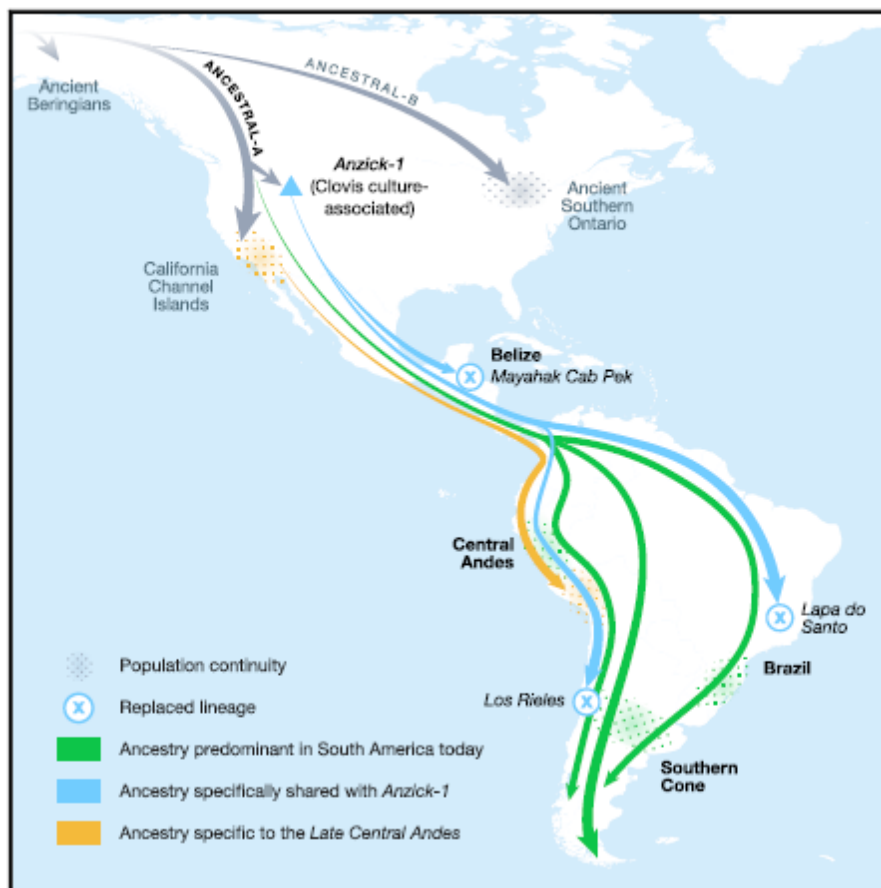 Ancient
Beringians
ANCESTRAL-A
ANCESTRAL-B
Anzick-1
(Clovis culture-
associated)
Ancient
Southern
Ontario
California
Channel
Islands
Belize
Mayahak Cab Pek
Central
Andes
Lapa do
Santo
Brazil
Los Rieles
Southern
Cone
Population continuity
X
Replaced lineage
Ancestry predominant in South America today
Ancestry specifically shared with Anzick-1
Ancestry specific to the Late Central Andes
X
X
X